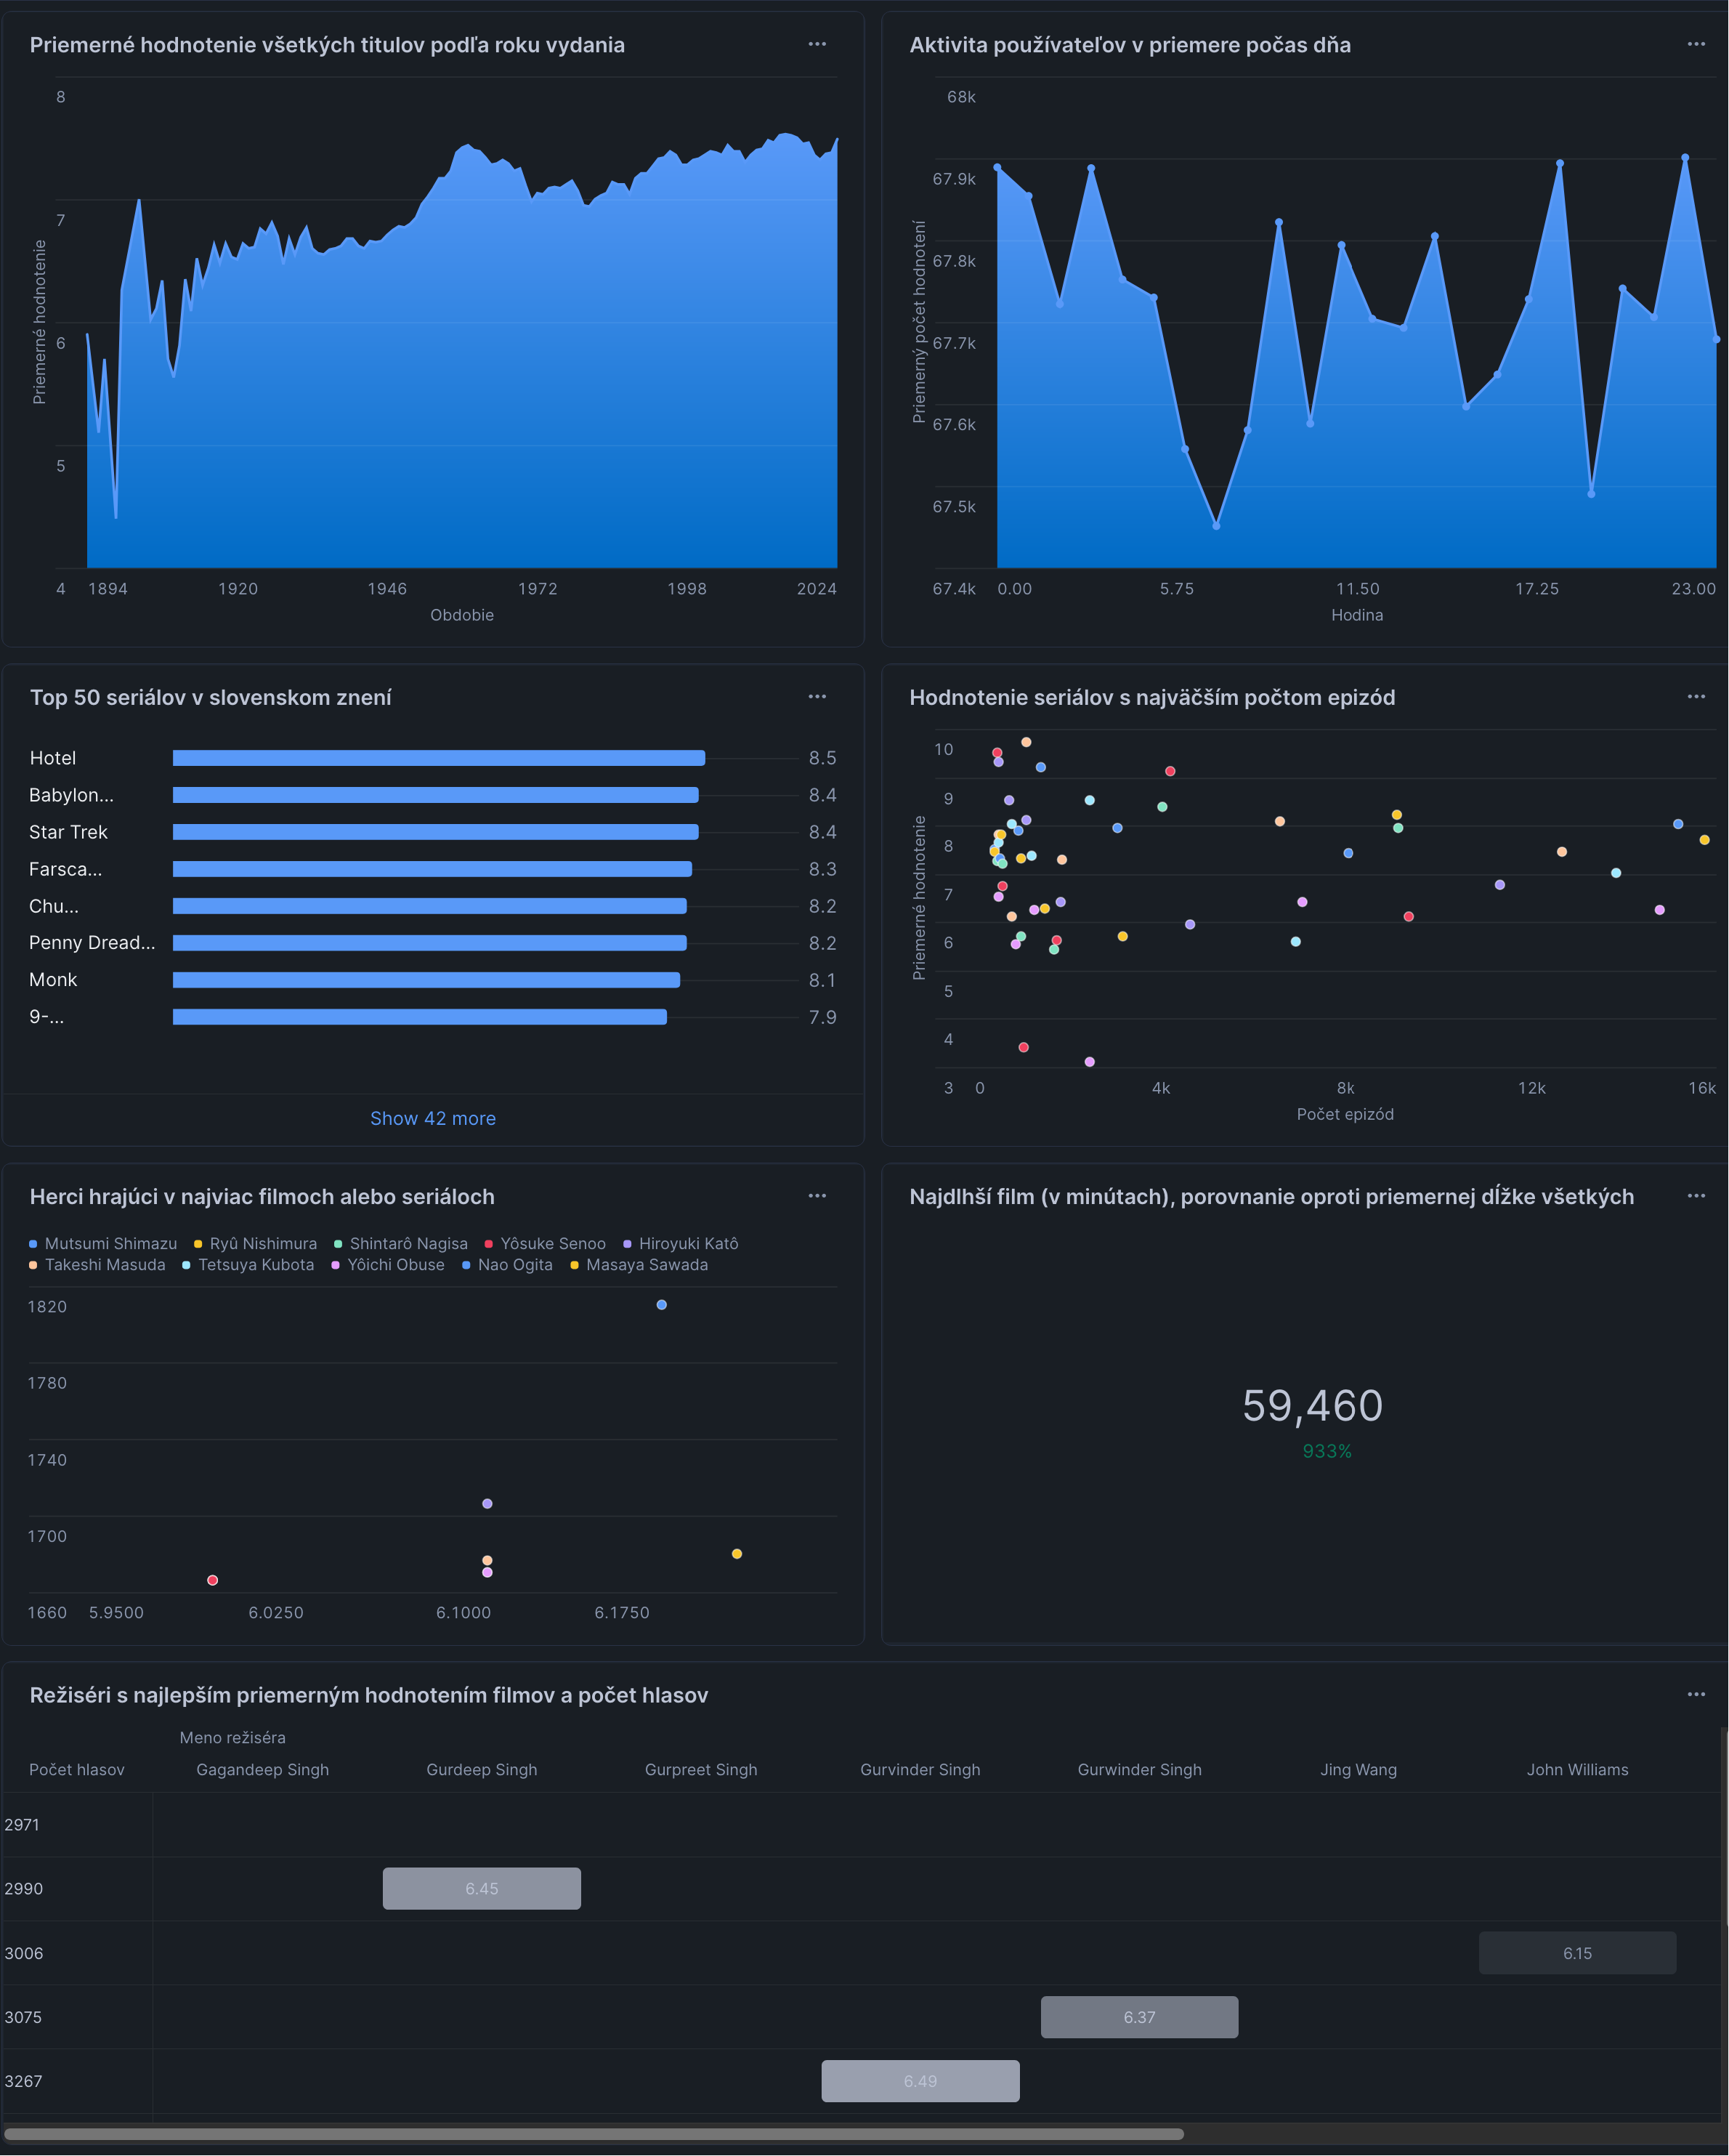 Priemerné hodnotenie všetkých titulov podľa roku vydania
8
7
6
5
4
Priemerné hodnotenie
1894 1920 1946 1972 1998 2024
Obdobie
Aktivita používateľov v priemere počas dňa
68k
67.9k
67.8k
67.7k
67.6k
67.5k
67.4k
Priemerný počet hodnotení
0.00 5.75 11.50 17.25 23.00
Hodina
Top 50 seriálov v slovenskom znení
Hotel 8.5
Babylon... 8.4
Star Trek 8.4
Farsca... 8.3
Chu... 8.2
Penny Dread... 8.2
Monk 8.1
9-... 7.9
Show 42 more
Hodnotenie seriálov s najväčším počtom epizód
10
9
8
7
6
5
4
3
Priemerné hodnotenie
0 4k 8k 12k 16k
Počet epizód
Herci hrajúci v najviac filmoch alebo seriáloch
Mutsumi Shimazu Ryû Nishimura Shintarô Nagisa Yôsuke Senoo Hiroyuki Katô
Takeshi Masuda Tetsuya Kubota Yôichi Obuse Nao Ogita Masaya Sawada
1820
1780
1740
1700
1660
5.9500 6.0250 6.1000 6.1750
Najdlhší film (v minútach), porovnanie oproti priemernej dĺžke všetkých
59,460
933%
Režiséri s najlepším priemerným hodnotením filmov a počet hlasov
Meno režiséra
Počet hlasov Gagandeep Singh Gurdeep Singh Gurpreet Singh Gurvinder Singh Gurwinder Singh Jing Wang John Williams
2971
2990 6.45
3006 6.15
3075 6.37
3267 6.49